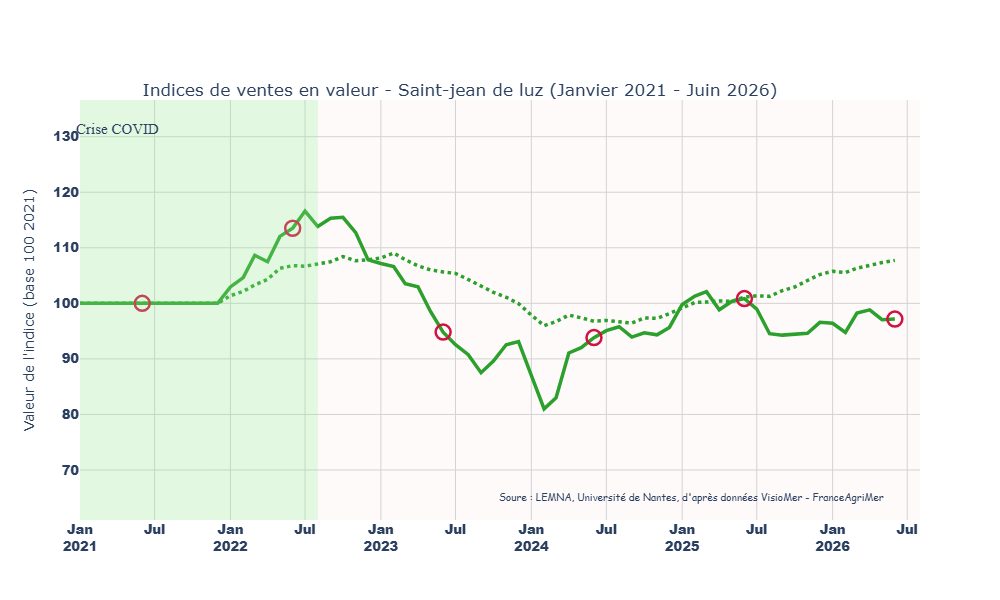 Indices de ventes en valeur - Saint-jean de luz (Janvier 2021 - Juin 2026)
Crise COVID
130
120
110
100
90
80
70
Valeur de l'indice (base 100 2021)
Soure : LEMNA, Université de Nantes, d'après données VisioMer - FranceAgriMer
Jan Jul Jan Jul Jan Jul Jan Jul Jan Jul Jan Jul
2021 2022 2023 2024 2025 2026